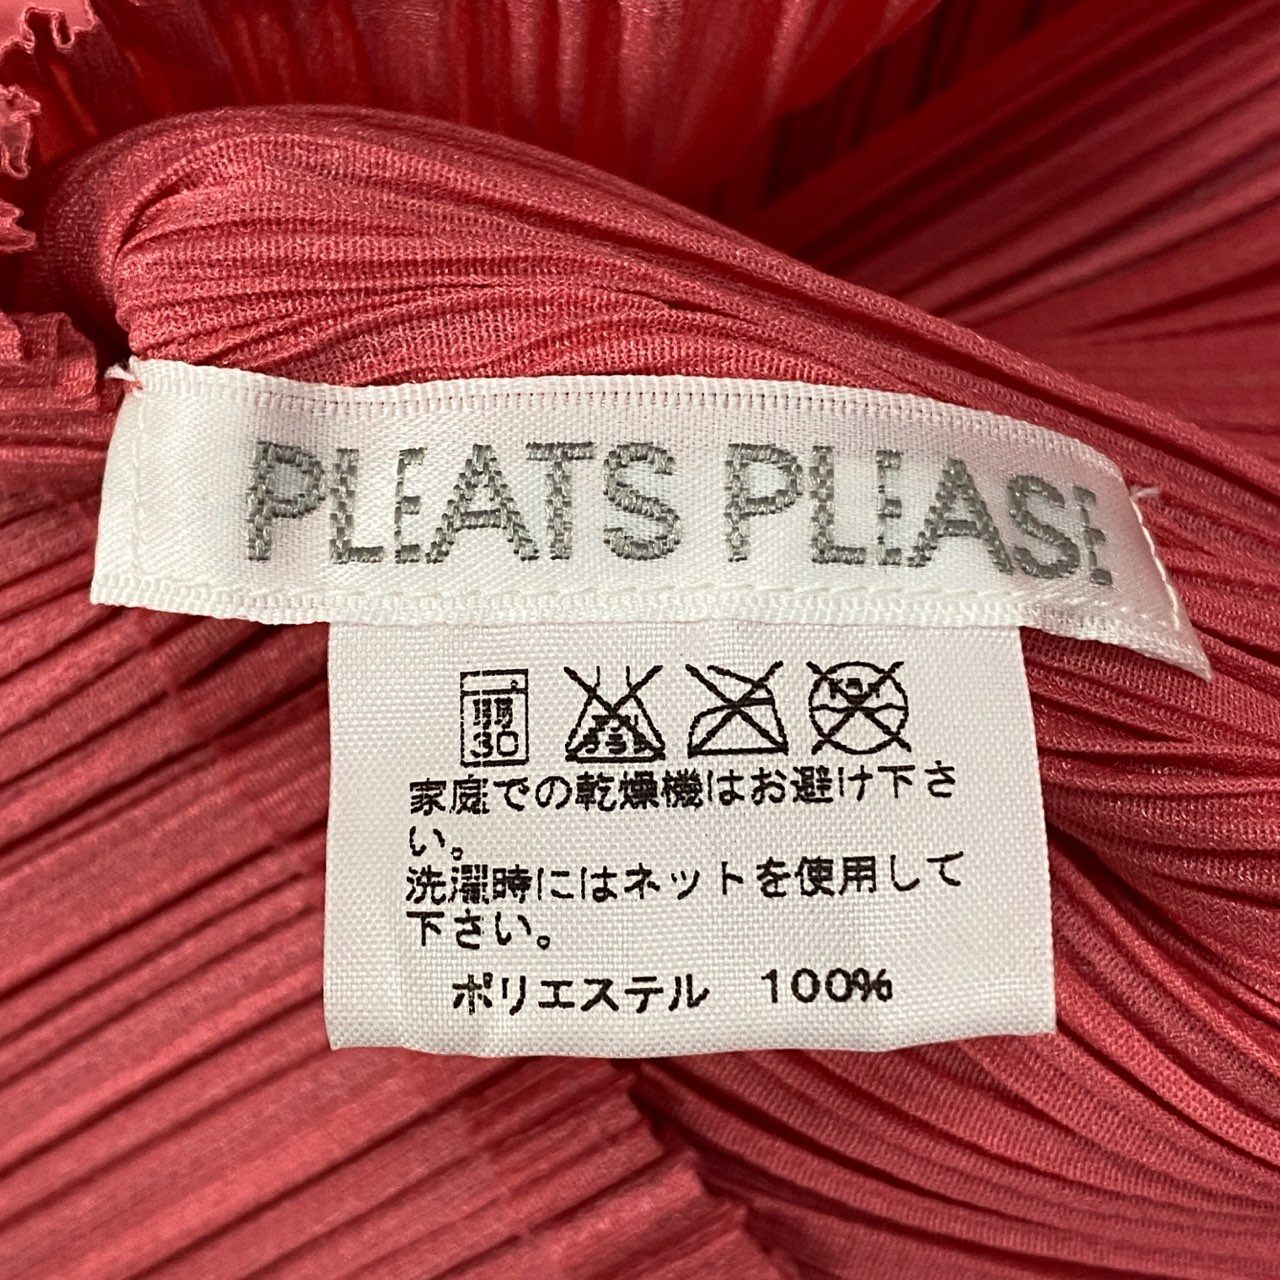 PLEATS PLEASE
弱
30
家庭での乾燥機はお避け下さ
い。
洗濯時にはネットを使用して
下さい。
ポリエステル 100%